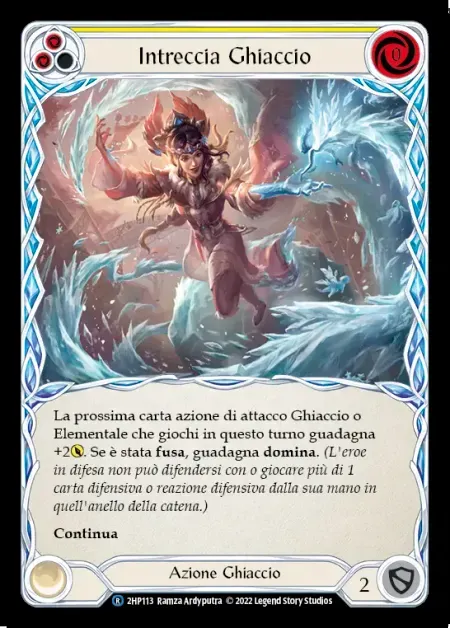 Intreccia Ghiaccio
0
La prossima carta azione di attacco Ghiaccio o
Elementale che giochi in questo turno guadagna
+2. Se è stata fusa, guadagna domina. (L'eroe
in difesa non può difendersi con o giocare più di 1
carta difensiva o reazione difensiva dalla sua mano in
quell'anello della catena.)
Continua
Azione Ghiaccio
2
R 2HP113 Ramza Ardyputra © 2022 Legend Story Studios